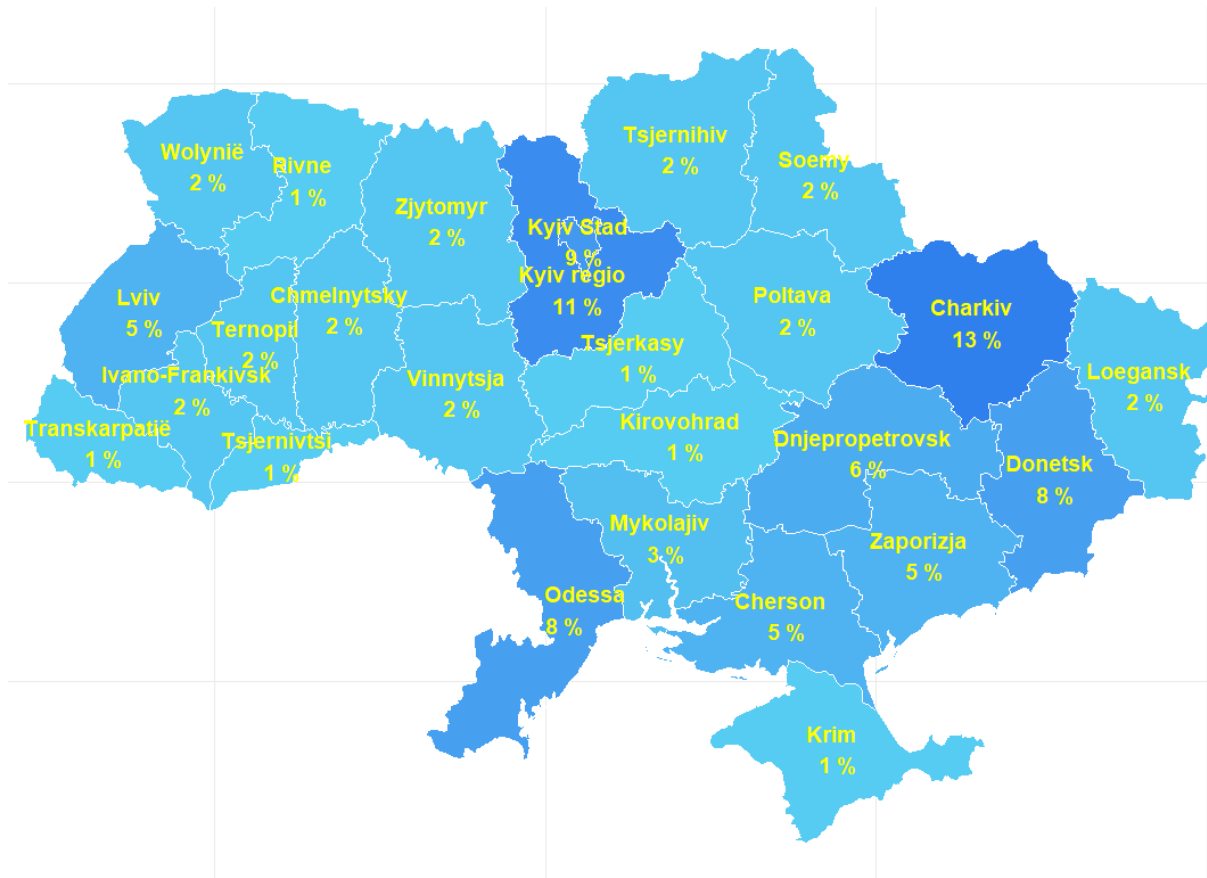 Tsjernihiv
2 %
Soemy
2 %
Wolynië
2 %
Rivne
1 %
Zjytomyr
2 %
Kyiv Stad
9 %
Kyiv regio
11 %
Lviv
5 %
Chmelnytsky
2 %
Ternopil
2 %
Poltava
2 %
Charkiv
13 %
Tsjerkasy
1 %
Ivano-Frankivsk
2 %
Vinnytsja
2 %
Loegansk
2 %
Transkarpatië
1 %
Tsjernivtsi
1 %
Kirovohrad
1 %
Dnjepropetrovsk
6 %
Donetsk
8 %
Mykolajiv
3 %
Zaporizja
5 %
Odessa
8 %
Cherson
5 %
Krim
1 %